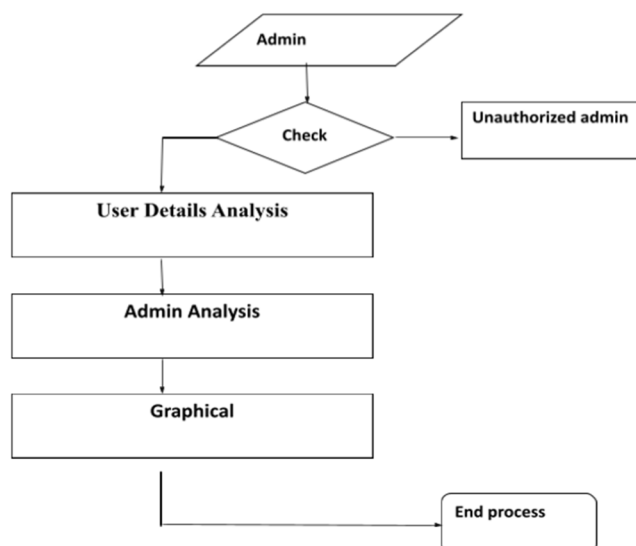 Admin
Check
Unauthorized admin
User Details Analysis
Admin Analysis
Graphical
End process